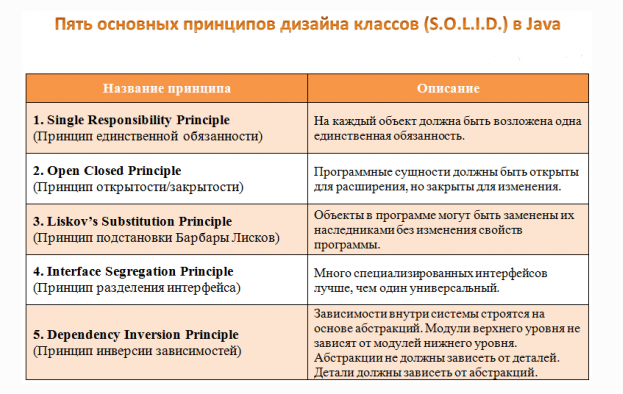 Пять основных принципов дизайна классов (S.O.L.I.D.) в Java
Название принципа
Описание
1. Single Responsibility Principle
(Принцип единственной обязанности)
На каждый объект должна быть возложена одна
единственная обязанность.
2. Open Closed Principle
(Принцип открытости/закрытости)
Программные сущности должны быть открыты
для расширения, но закрыты для изменения.
3. Liskov’s Substitution Principle
(Принцип подстановки Барбары Лисков)
Объекты в программе могут быть заменены их
наследниками без изменения свойств
программы.
4. Interface Segregation Principle
(Принцип разделения интерфейса)
Много специализированных интерфейсов
лучше, чем один универсальный.
5. Dependency Inversion Principle
(Принцип инверсии зависимостей)
Зависимости внутри системы строятся на
основе абстракций. Модули верхнего уровня не
зависят от модулей нижнего уровня.
Абстракции не должны зависеть от деталей.
Детали должны зависеть от абстракций.